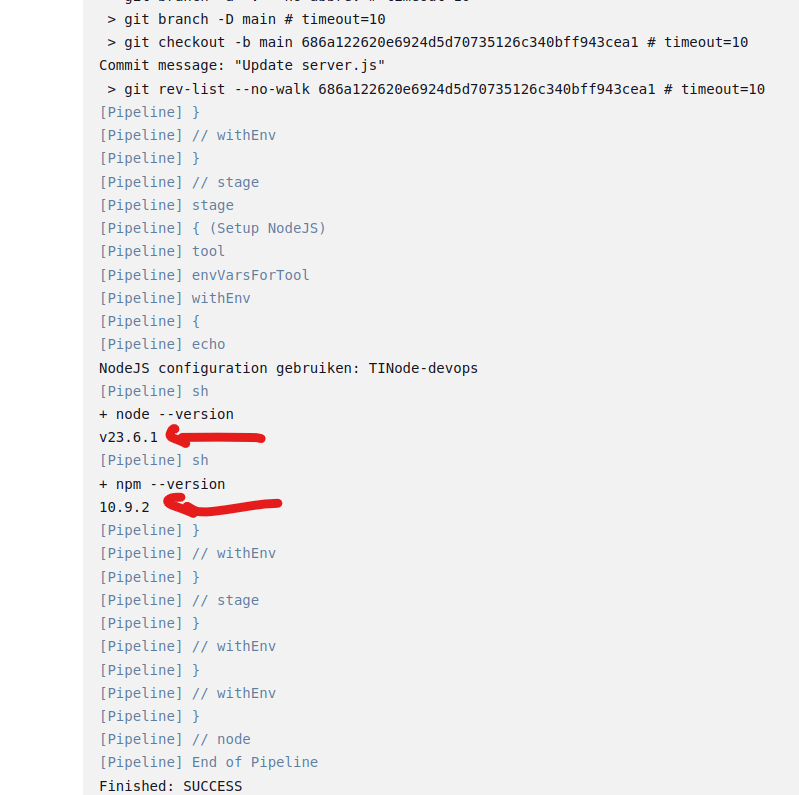 > git branch -D main # timeout=10
> git checkout -b main 686a122620e6924d5d70735126c340bff943cea1 # timeout=10
Commit message: "Update server.js"
> git rev-list --no-walk 686a122620e6924d5d70735126c340bff943cea1 # timeout=10
[Pipeline] }
[Pipeline] // withEnv
[Pipeline] }
[Pipeline] // stage
[Pipeline] stage
[Pipeline] { (Setup NodeJS)
[Pipeline] tool
[Pipeline] envVarsForTool
[Pipeline] withEnv
[Pipeline] {
[Pipeline] echo
NodeJS configuration gebruiken: TINode-devops
[Pipeline] sh
+ node --version
v23.6.1
[Pipeline] sh
+ npm --version
10.9.2
[Pipeline] }
[Pipeline] // withEnv
[Pipeline] }
[Pipeline] // stage
[Pipeline] }
[Pipeline] // withEnv
[Pipeline] }
[Pipeline] // withEnv
[Pipeline] }
[Pipeline] // node
[Pipeline] End of Pipeline
Finished: SUCCESS